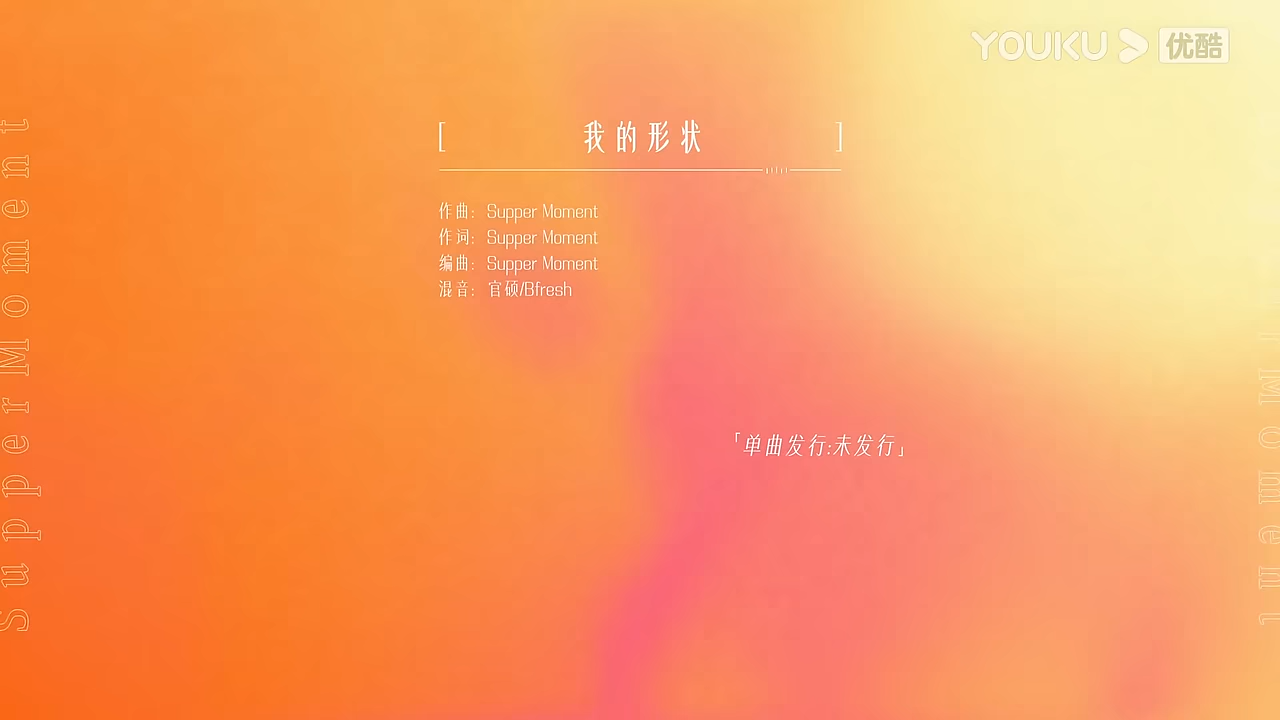 YOUKU 优酷
[ 我的形状 ]
作曲: Supper Moment
作词: Supper Moment
编曲: Supper Moment
混音: 官硕/Bfresh
「单曲发行:未发行」
Supper Moment
Moment